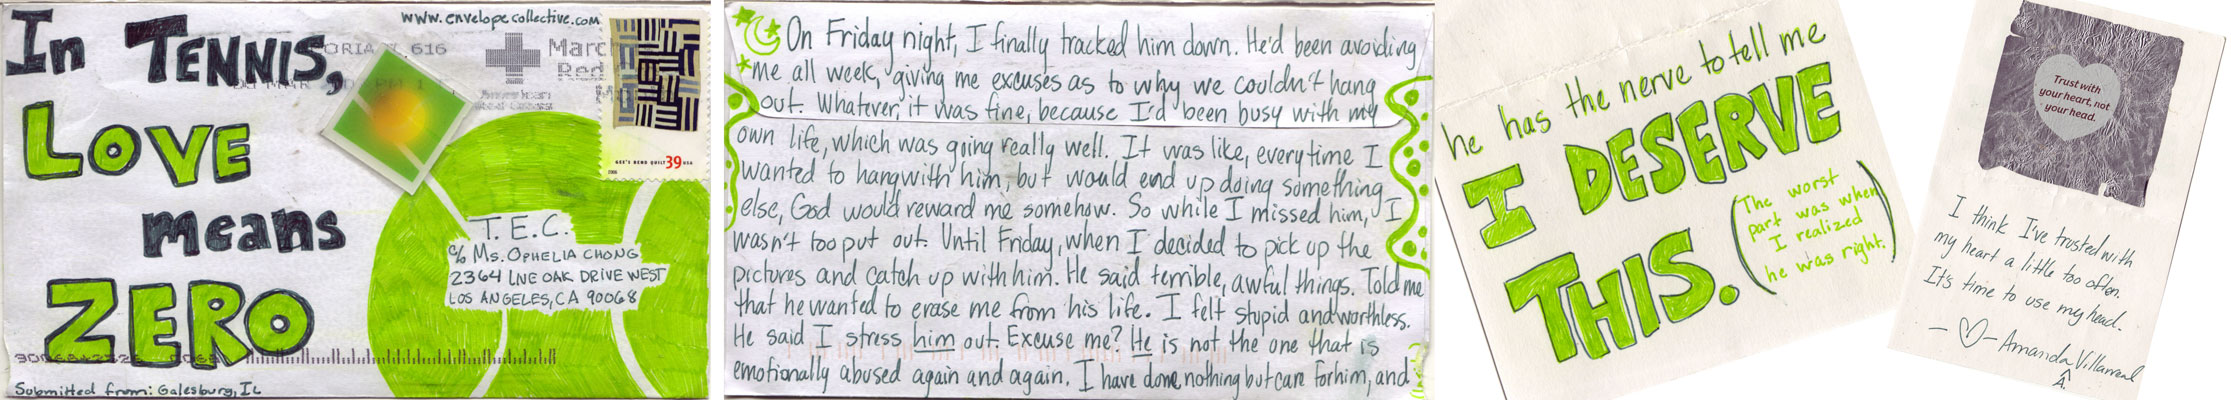 www.envelopecollective.com
In TENNIS,
LOVE
means
ZERO
ORIA
616
Marc
Red
American
Red Cross
GEE'S BEND QUILT 39 USA
2006
T.E.C.
c/o Ms. OPHELIA CHONG
2364 LIVE OAK DRIVE WEST
LOS ANGELES, CA 90068
Submitted from: Galesburg, IL
On Friday night, I finally tracked him down. He'd been avoiding
me all week, giving me excuses as to why we couldn't hang
out. Whatever, it was fine, because I'd been busy with my
own life, which was going really well. It was like, everytime I
wanted to hang with him, but would end up doing something
else, God would reward me somehow. So while I missed him, I
wasn't too put out. Until Friday, when I decided to pick up the
pictures and catch up with him. He said terrible, awful things. Told me
that he wanted to erase me from his life. I felt stupid and worthless.
He said I stress him out. Excuse me? He is not the one that is
emotionally abused again and again. I have done nothing but care for him, and
he has the nerve to tell me
I DESERVE
THIS.
(The worst
part was when
I realized
he was right.)
Trust with
your heart, not
your head.
I think I've trusted with
my heart a little too often.
It's time to use my head.
—♡— Amanda Villarreal
A.